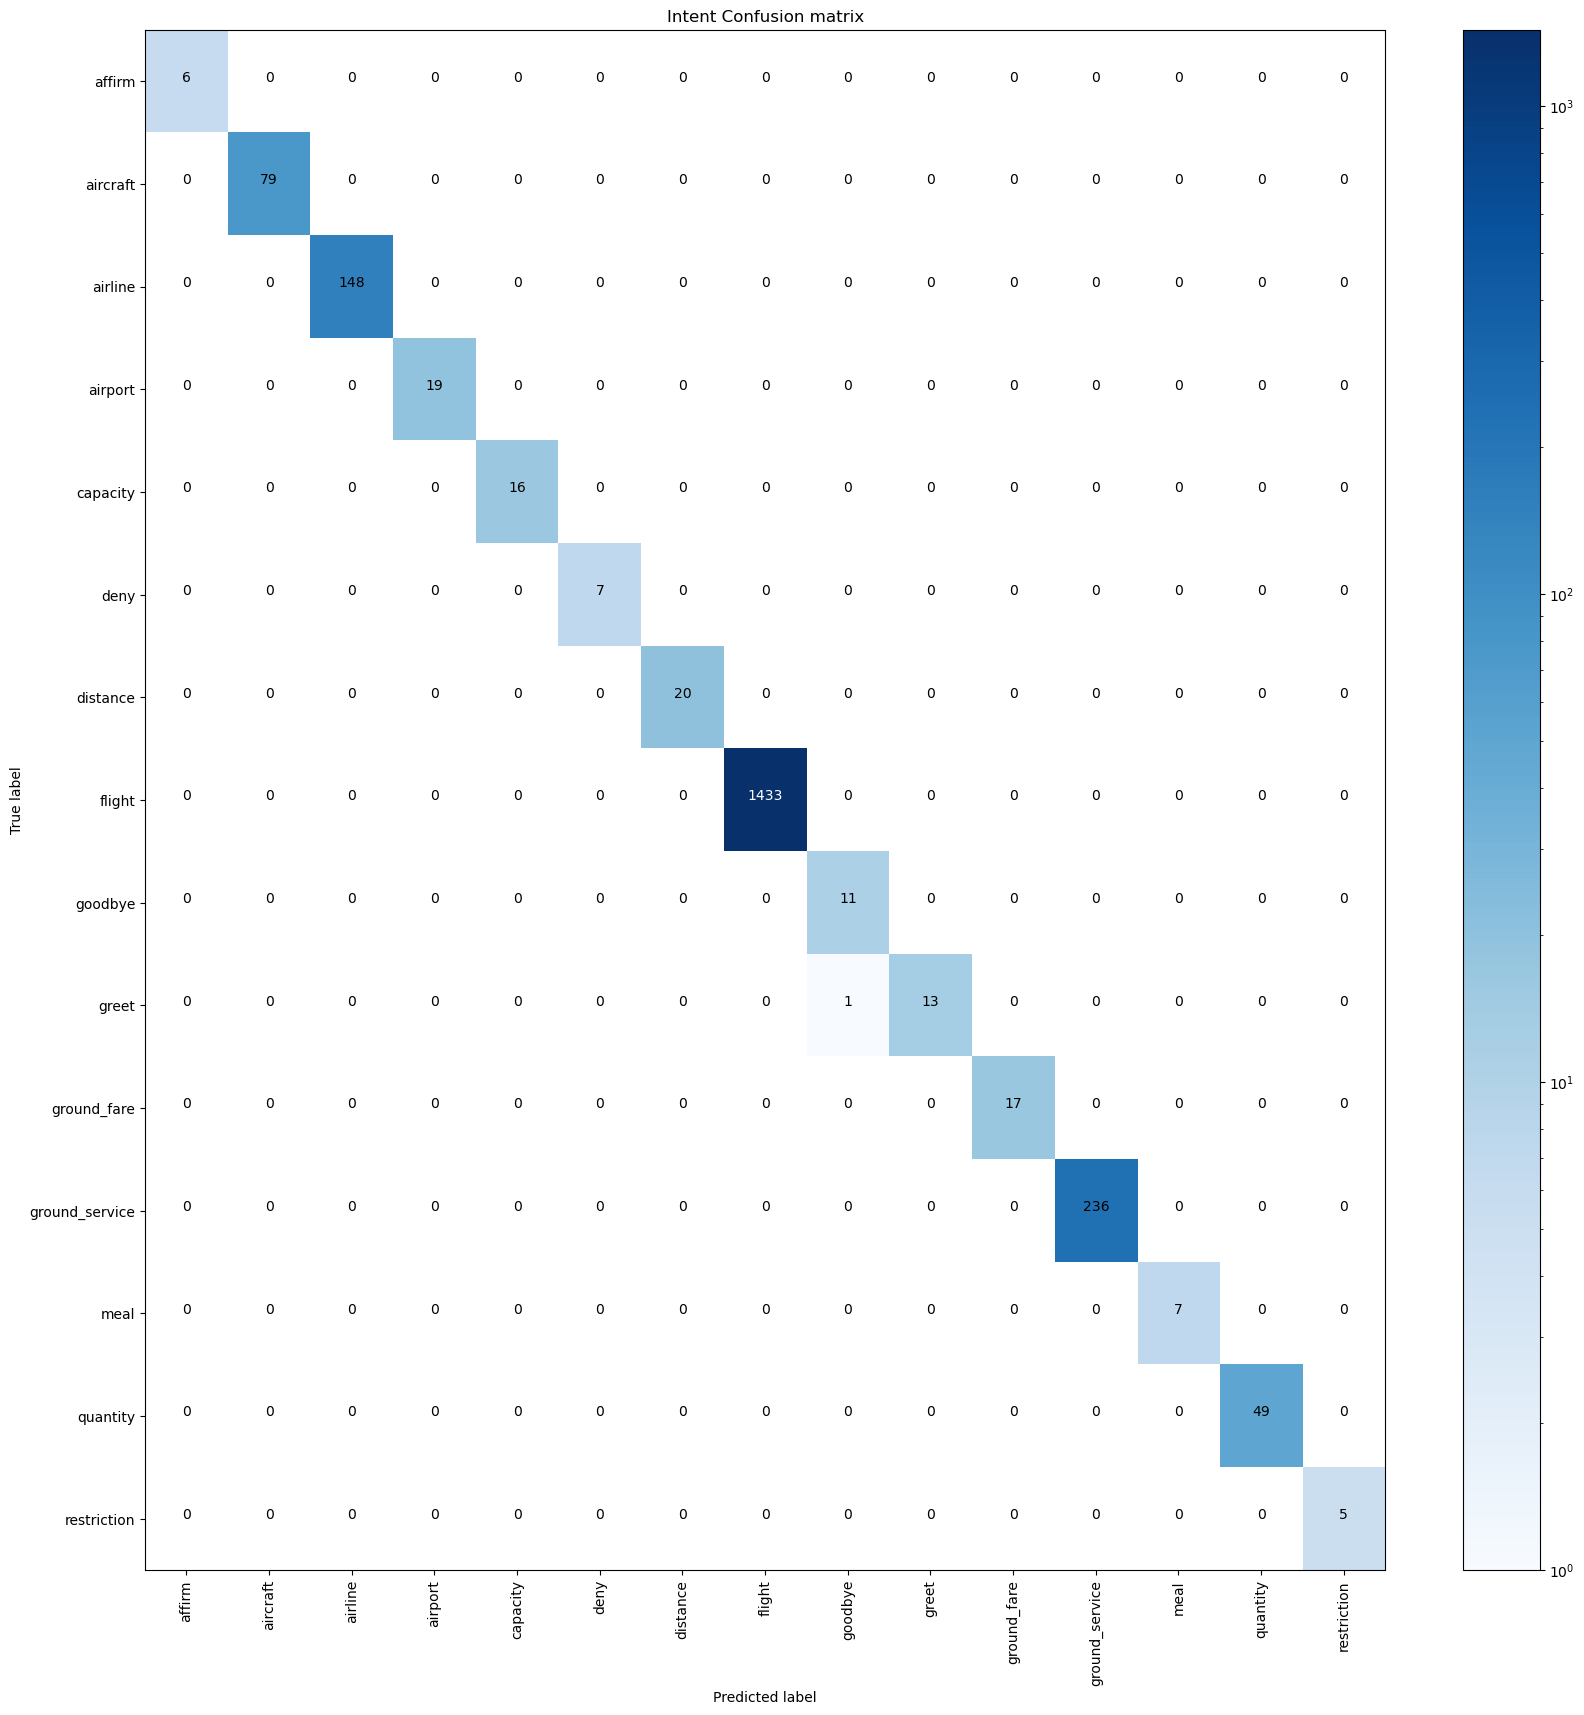 Intent Confusion matrix
True label
affirm 6 0 0 0 0 0 0 0 0 0 0 0 0 0 0
aircraft 0 79 0 0 0 0 0 0 0 0 0 0 0 0 0
airline 0 0 148 0 0 0 0 0 0 0 0 0 0 0 0
airport 0 0 0 19 0 0 0 0 0 0 0 0 0 0 0
capacity 0 0 0 0 16 0 0 0 0 0 0 0 0 0 0
deny 0 0 0 0 0 7 0 0 0 0 0 0 0 0 0
distance 0 0 0 0 0 0 20 0 0 0 0 0 0 0 0
flight 0 0 0 0 0 0 0 1433 0 0 0 0 0 0 0
goodbye 0 0 0 0 0 0 0 0 11 0 0 0 0 0 0
greet 0 0 0 0 0 0 0 0 1 13 0 0 0 0 0
ground_fare 0 0 0 0 0 0 0 0 0 0 17 0 0 0 0
ground_service 0 0 0 0 0 0 0 0 0 0 0 236 0 0 0
meal 0 0 0 0 0 0 0 0 0 0 0 0 7 0 0
quantity 0 0 0 0 0 0 0 0 0 0 0 0 0 49 0
restriction 0 0 0 0 0 0 0 0 0 0 0 0 0 0 5
affirm aircraft airline airport capacity deny distance flight goodbye greet ground_fare ground_service meal quantity restriction
Predicted label
10³
10²
10¹
10⁰